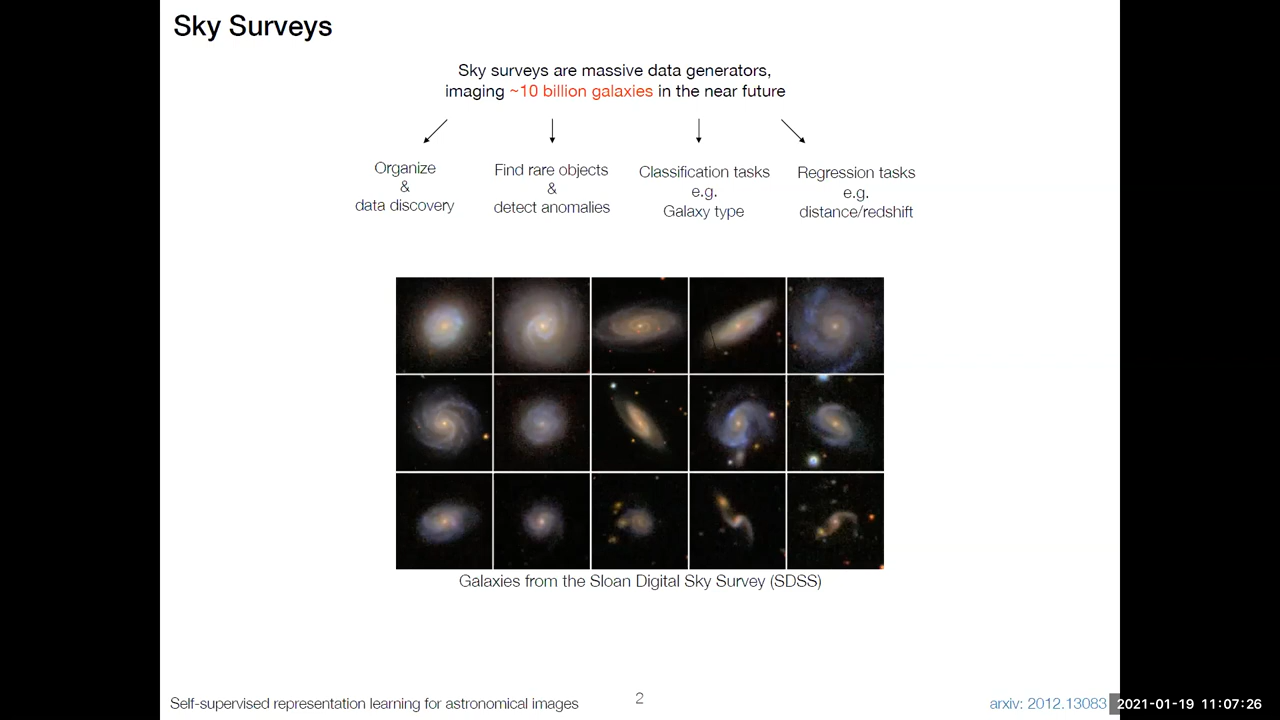 Sky Surveys
Sky surveys are massive data generators,
imaging ~10 billion galaxies in the near future
Organize
&
data discovery
Find rare objects
&
detect anomalies
Classification tasks
e.g.
Galaxy type
Regression tasks
e.g.
distance/redshift
Galaxies from the Sloan Digital Sky Survey (SDSS)
Self-supervised representation learning for astronomical images
2
arxiv: 2012.13083
2021-01-19 11:07:26